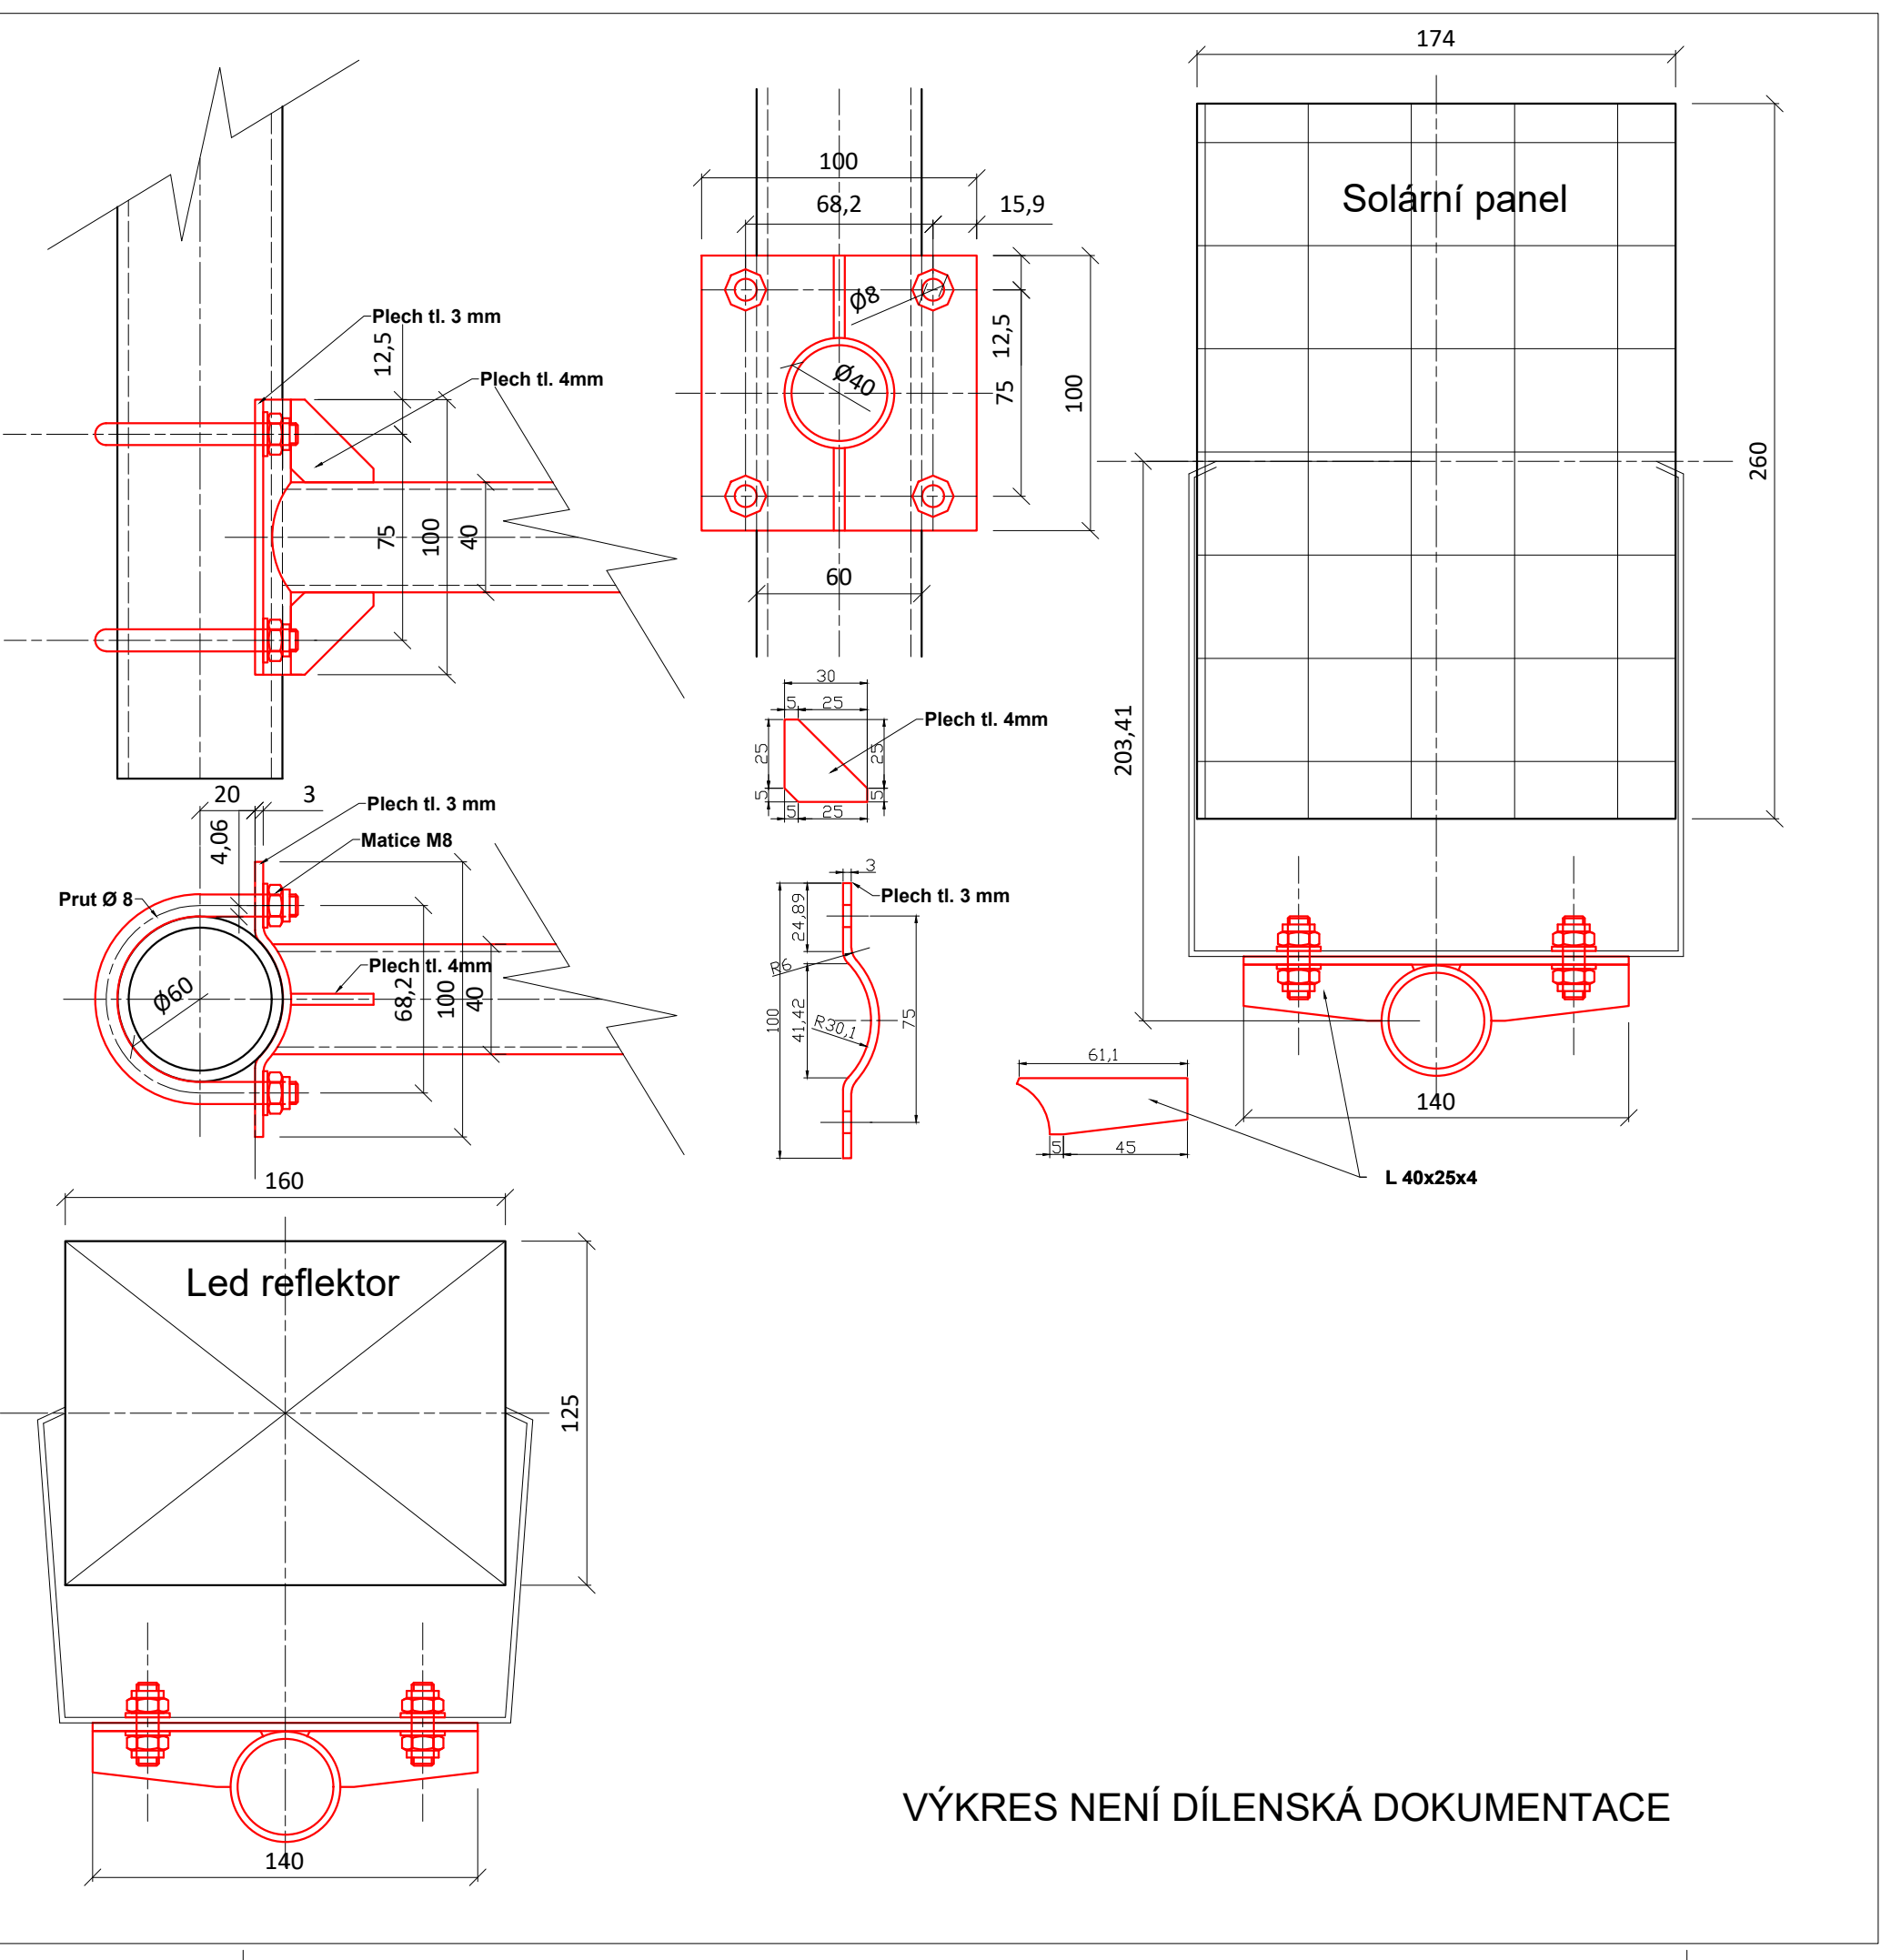 174
Solární panel
260
203,41
140
L 40x25x4
61,1
5
45
Plech tl. 3 mm
12,5
Plech tl. 4mm
75
100
40
100
68,2
15,9
Ø8
Ø40
12,5
75
100
60
30
5
25
25
5
25
5
5
25
Plech tl. 4mm
20
3
4,06
Plech tl. 3 mm
Matice M8
Prut Ø 8
Ø60
Plech tl. 4mm
68,2
100
40
3
Plech tl. 3 mm
24,89
R6
41,42
R30,1
100
75
160
Led reflektor
125
140
VÝKRES NENÍ DÍLENSKÁ DOKUMENTACE